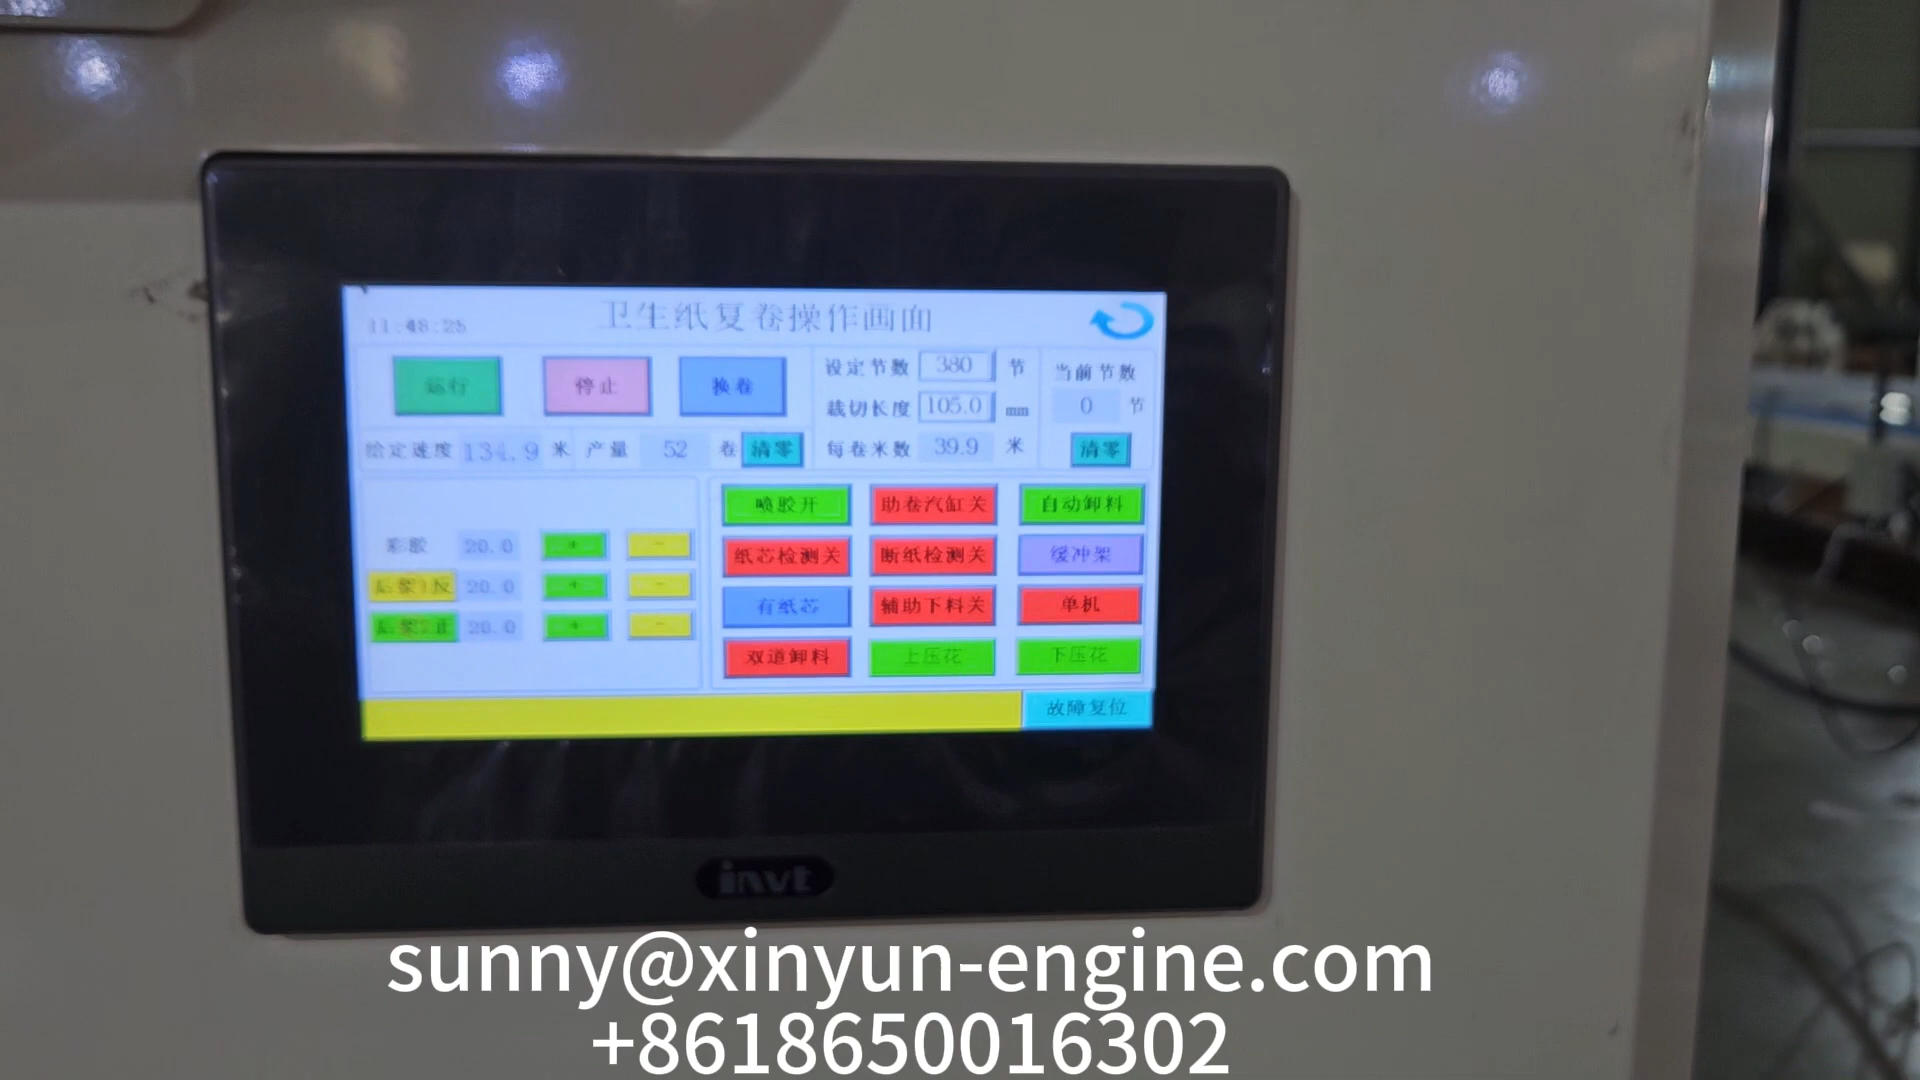 11:48:25 卫生纸复卷操作画面
运行 停止 换卷 设定节数 380 节 当前节数
裁切长度 105.0 mm 0 节
给定速度 134.9 米 产量 52 卷 清零 每卷米数 39.9 米 清零
喷胶开 助卷汽缸关 自动卸料
彩胶 20.0 + - 纸芯检测关 断纸检测关 缓冲架
20.0 + - 有纸芯 辅助下料关 单机
20.0 + - 双道卸料 上压花 下压花
故障复位
invt
sunny@xinyun-engine.com
+8618650016302